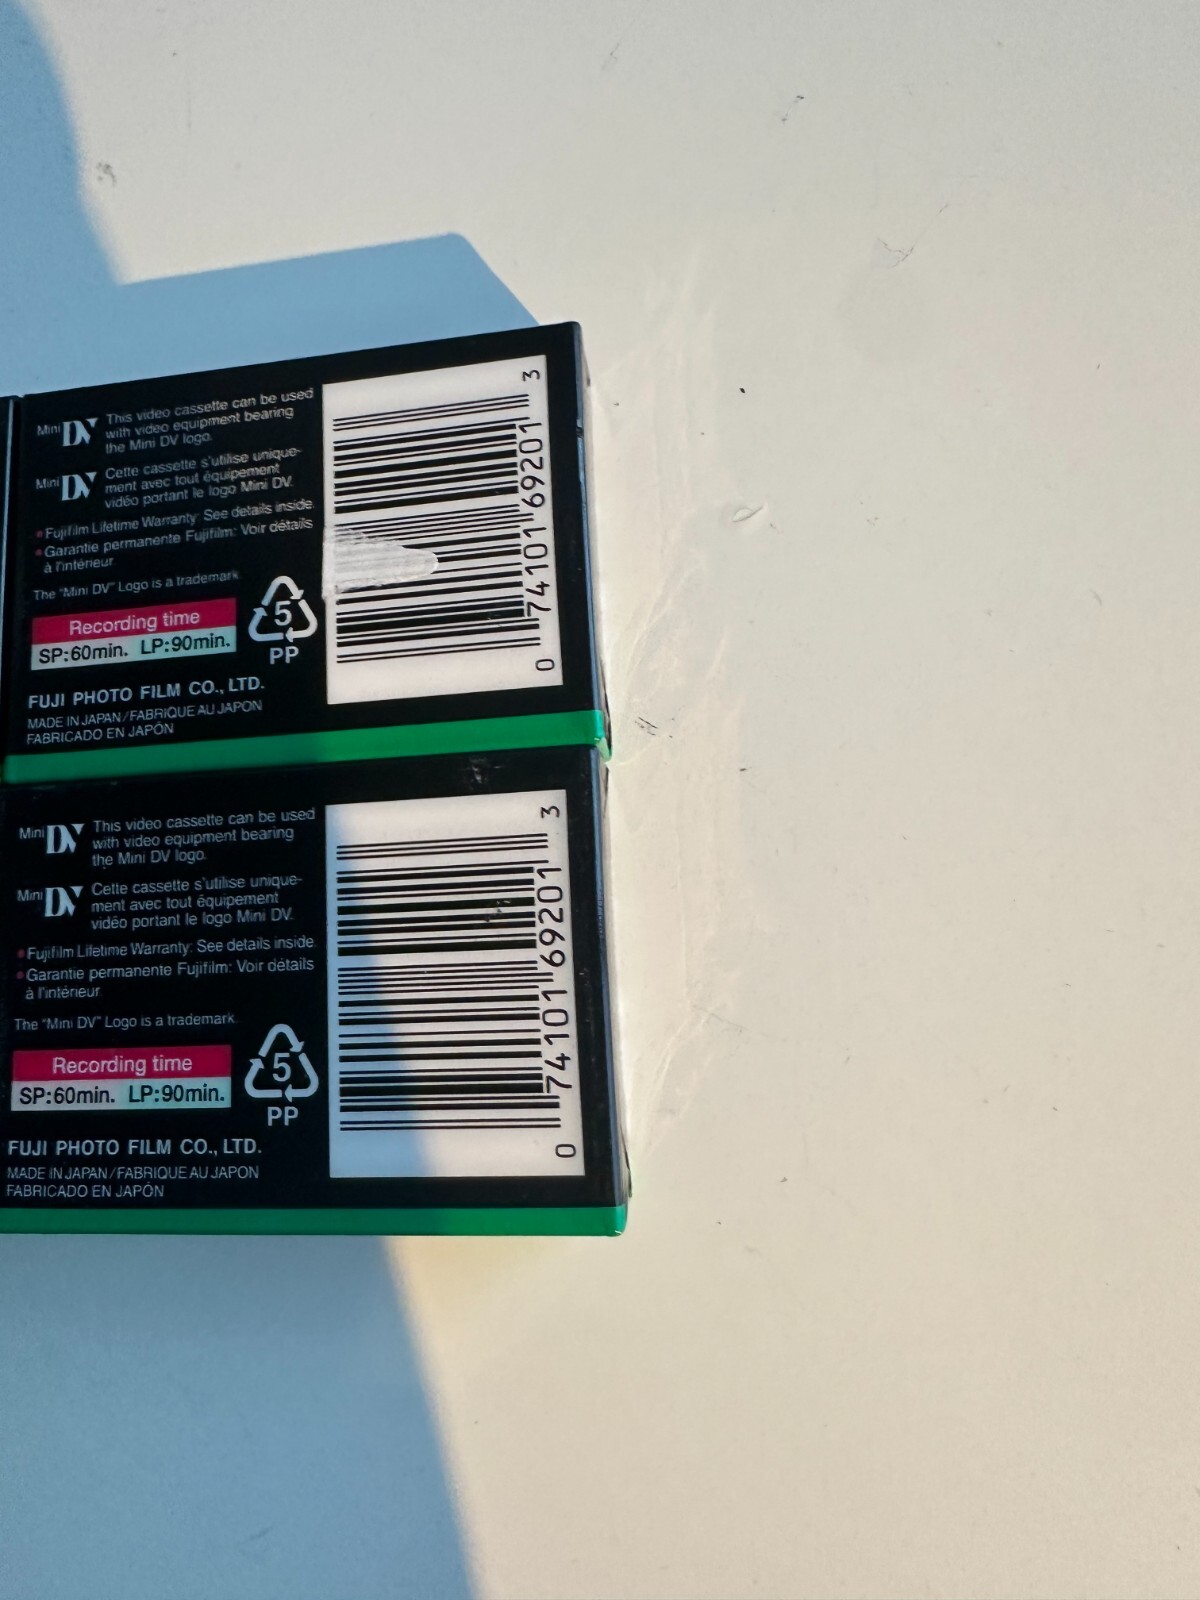 Mini DV This video cassette can be used
with video equipment bearing
the Mini DV logo.
Mini DV Cette cassette s'utilise unique-
ment avec tout équipement
vidéo portant le logo Mini DV.
• Fujifilm Lifetime Warranty: See details inside.
• Garantie permanente Fujifilm: Voir détails
à l'intérieur.
The "Mini DV" Logo is a trademark.
Recording time
SP:60min. LP:90min.
5
PP
FUJI PHOTO FILM CO., LTD.
MADE IN JAPAN/FABRIQUE AU JAPON
FABRICADO EN JAPÓN
0 74101 69201 3
Mini DV This video cassette can be used
with video equipment bearing
the Mini DV logo.
Mini DV Cette cassette s'utilise unique-
ment avec tout équipement
vidéo portant le logo Mini DV.
• Fujifilm Lifetime Warranty: See details inside.
• Garantie permanente Fujifilm: Voir détails
à l'intérieur.
The "Mini DV" Logo is a trademark.
Recording time
SP:60min. LP:90min.
5
PP
FUJI PHOTO FILM CO., LTD.
MADE IN JAPAN/FABRIQUE AU JAPON
FABRICADO EN JAPÓN
0 74101 69201 3